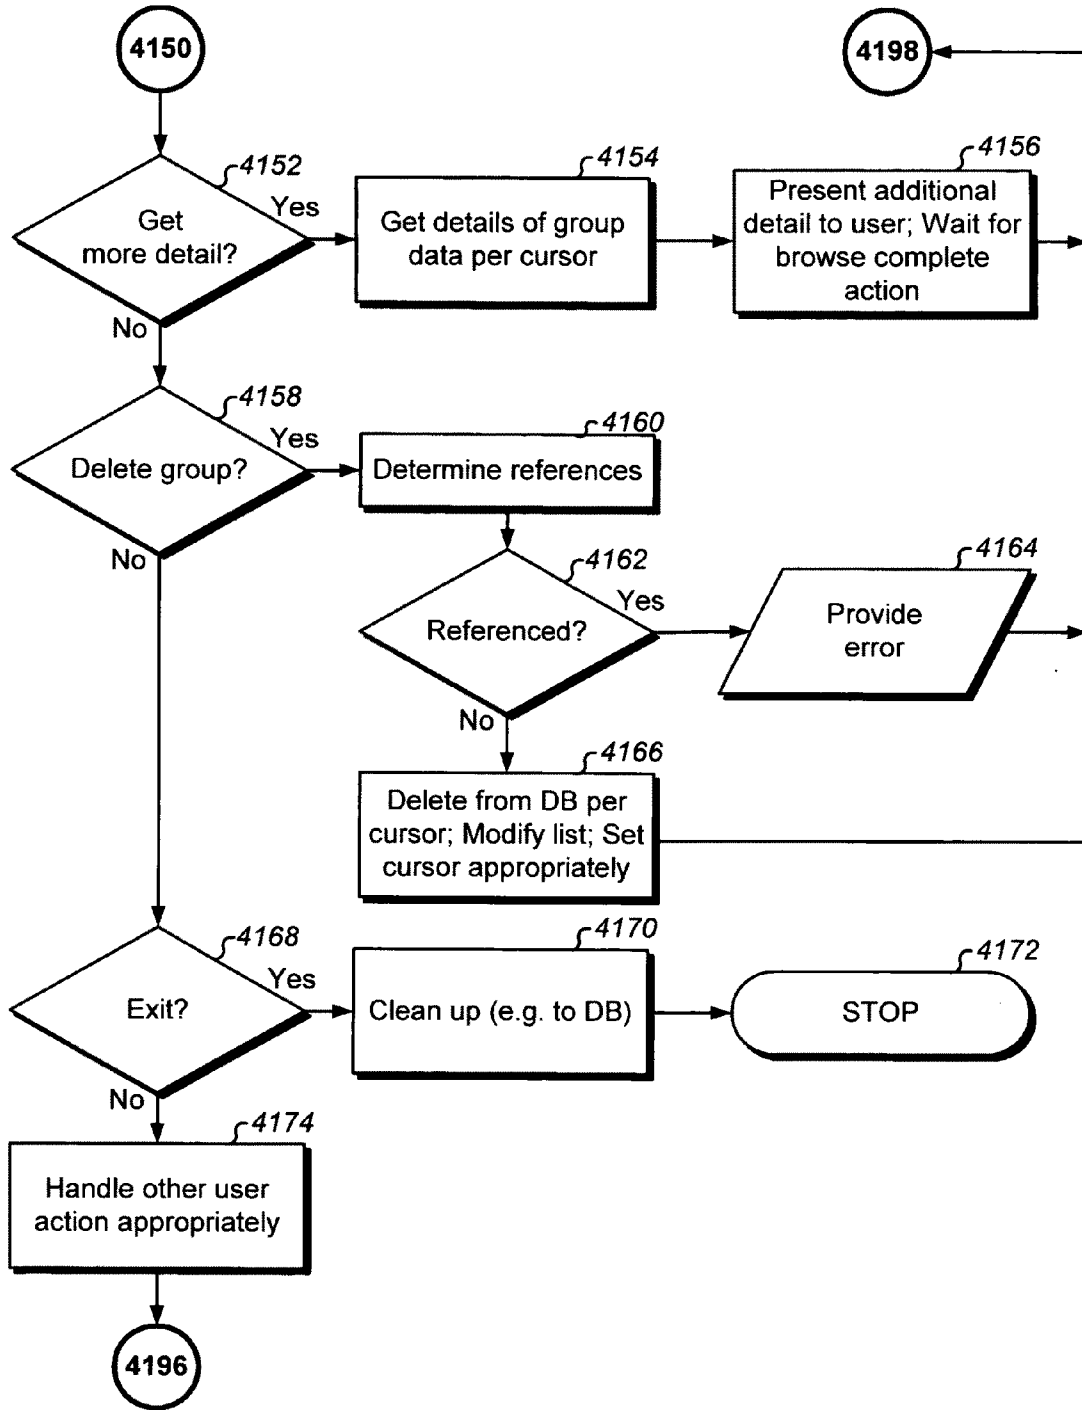 4150
4198
4152
Get
more detail?
Yes
No
4154
Get details of group
data per cursor
4156
Present additional
detail to user; Wait for
browse complete
action
4158
Delete group?
Yes
No
4160
Determine references
4162
Referenced?
Yes
No
4164
Provide
error
4166
Delete from DB per
cursor; Modify list; Set
cursor appropriately
4168
Exit?
Yes
No
4170
Clean up (e.g. to DB)
4172
STOP
4174
Handle other user
action appropriately
4196